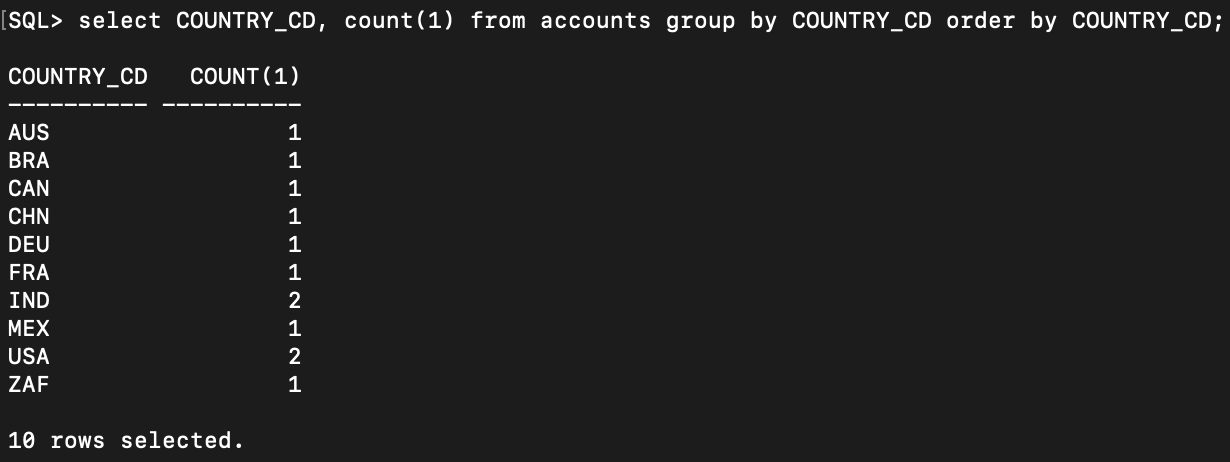 [SQL> select COUNTRY_CD, count(1) from accounts group by COUNTRY_CD order by COUNTRY_CD;
COUNTRY_CD   COUNT(1)
---------- ----------
AUS                 1
BRA                 1
CAN                 1
CHN                 1
DEU                 1
FRA                 1
IND                 2
MEX                 1
USA                 2
ZAF                 1
10 rows selected.